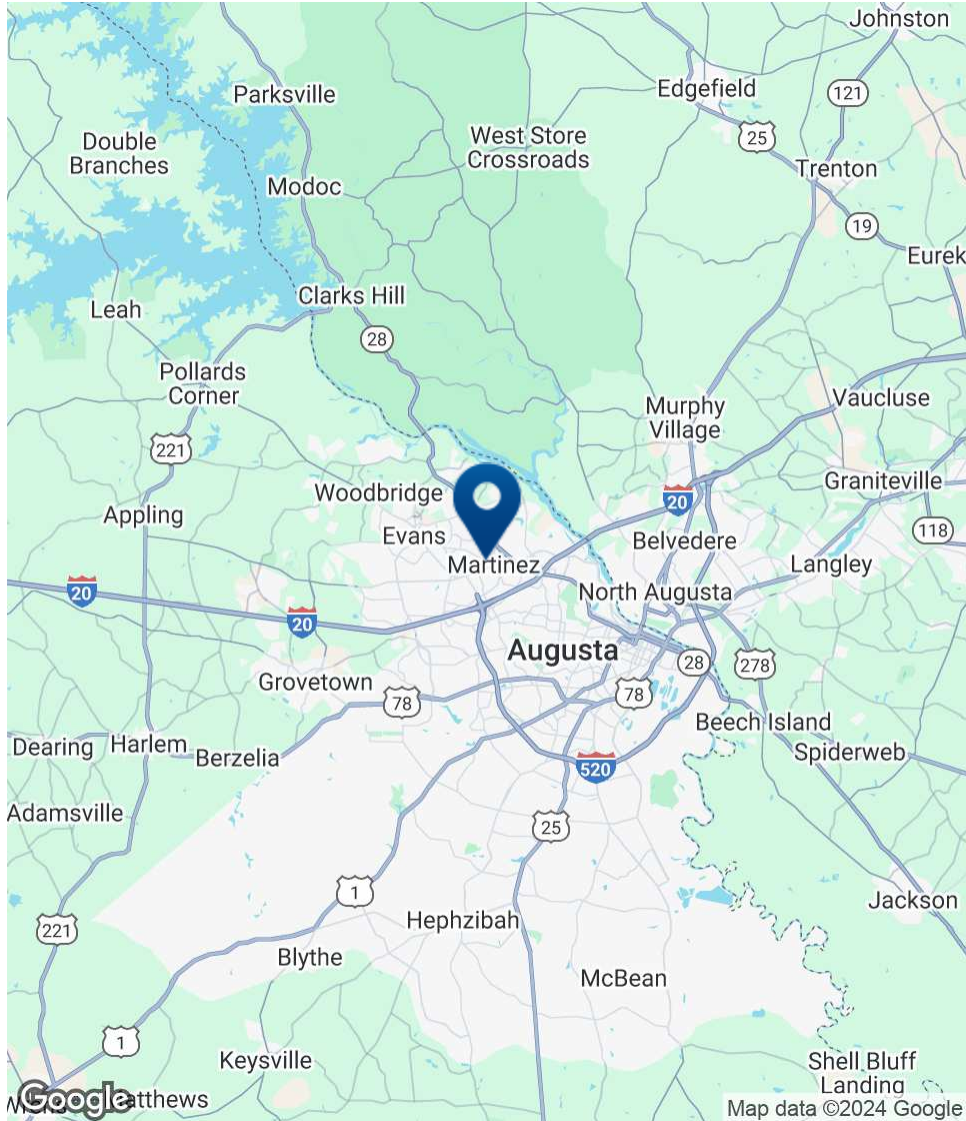 Johnston
Edgefield
121
Parksville
25
West Store
Crossroads
Double
Branches
Trenton
Modoc
19
Eurek
Clarks Hill
Leah
28
Pollards
Corner
Vaucluse
Murphy
Village
221
Graniteville
Woodbridge
20
Appling
118
Evans
Belvedere
Martinez
Langley
20
North Augusta
20
Augusta
28
278
Grovetown
78
78
Beech Island
Dearing
Harlem
Spiderweb
Berzelia
520
Adamsville
25
1
Jackson
Hephzibah
221
Blythe
McBean
1
Keysville
Shell Bluff
Landing
Google
atthews
Map data ©2024 Google